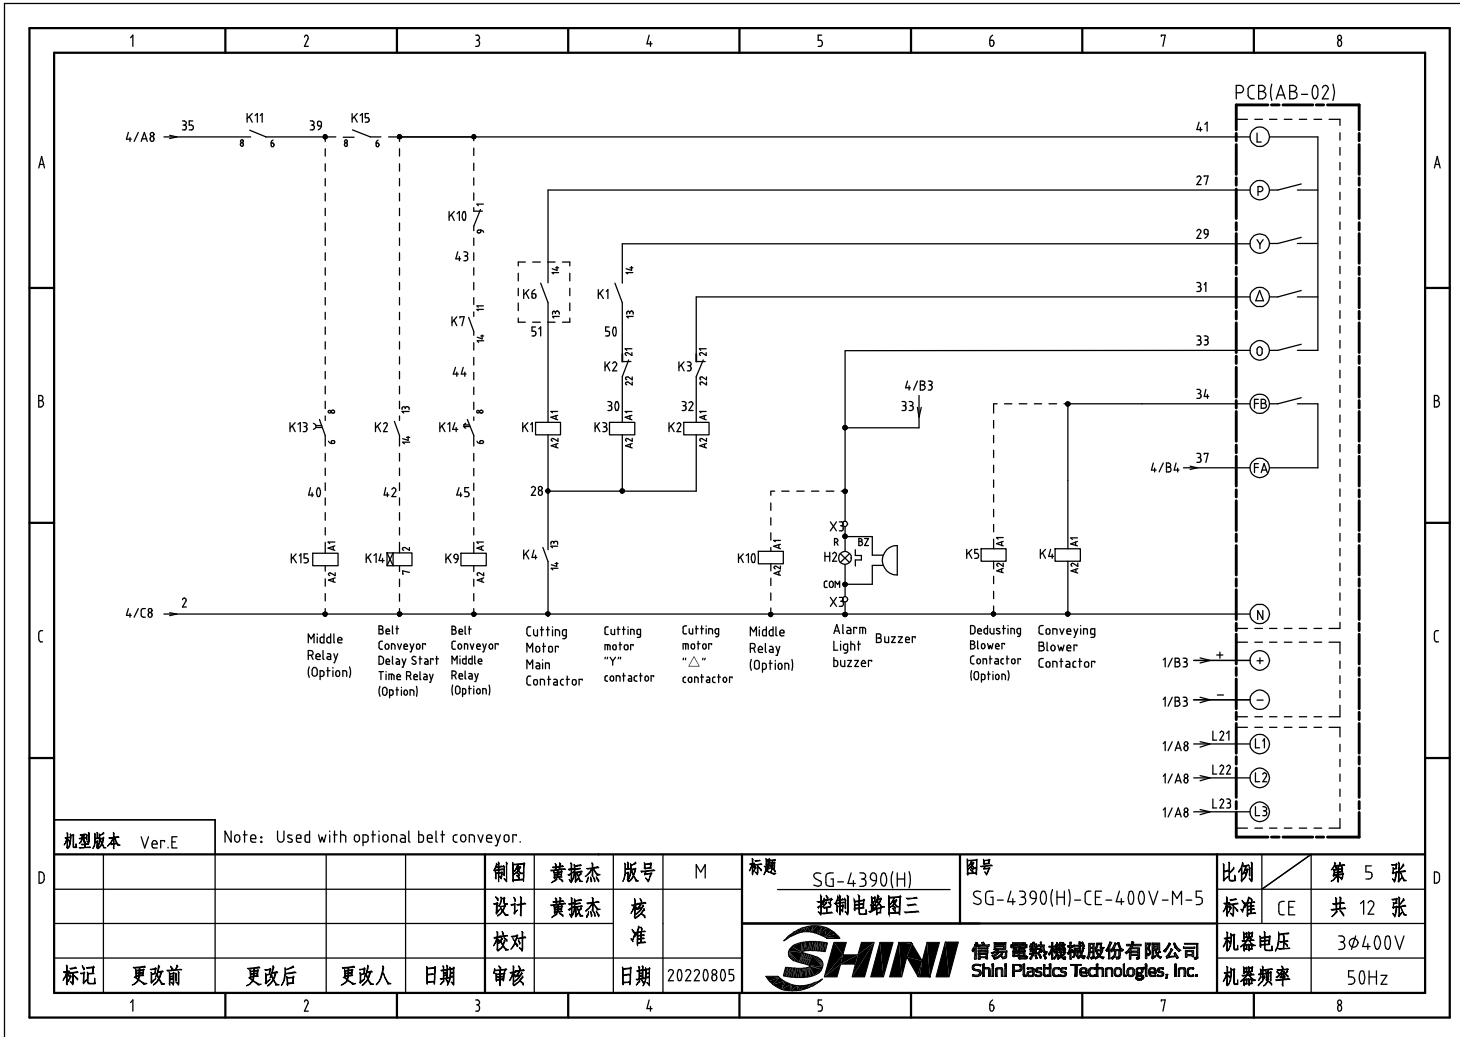 1 2 3 4 5 6 7 8
PCB(AB-02)
4/A8 35 K11 39 K15 41 L
8 6 8 6
A A
27 P
K10 1 9
29 Y
43
14 14
K6 K1 31 Δ
K7 11 14
13 13
51 50
33 O
K2 21 22 K3 21 22
44
4/B3
33
B B
34 FB
30 32
K13 8 6 K2 13 14 K14 8 6 K1 A1 A2 K3 A1 A2 K2 A1 A2
4/B4 37 FA
40 42 45 28
X3
R BZ
K15 A1 A2 K14 2 7 K9 A1 A2 K4 13 14 K10 A1 A2 H2 K5 A1 A2 K4 A1 A2
COM
X3
4/C8 2 N
C C
Middle
Relay
(Option)
Belt
Conveyor
Delay Start
Time Relay
(Option)
Belt
Conveyor
Middle
Relay
(Option)
Cutting
Motor
Main
Contactor
Cutting
motor
"Y"
contactor
Cutting
motor
"△"
contactor
Middle
Relay
(Option)
Alarm
Light
buzzer
Buzzer
Dedusting
Blower
Contactor
(Option)
Conveying
Blower
Contactor
1/B3 + +
1/B3 − −
1/A8 L21 L1
1/A8 L22 L2
1/A8 L23 L3
机型版本 Ver.E
Note: Used with optional belt conveyor.
D D
制图 黄振杰 版号 M
设计 黄振杰 核准
校对
标记 更改前 更改后 更改人 日期 审核 日期 20220805
标题 SG-4390(H)
控制电路图三
图号
SG-4390(H)-CE-400V-M-5
SHINI
信易電熱機械股份有限公司
Shini Plastics Technologies, Inc.
比例 第 5 张
标准 CE 共 12 张
机器电压 3φ400V
机器频率 50Hz
1 2 3 4 5 6 7 8